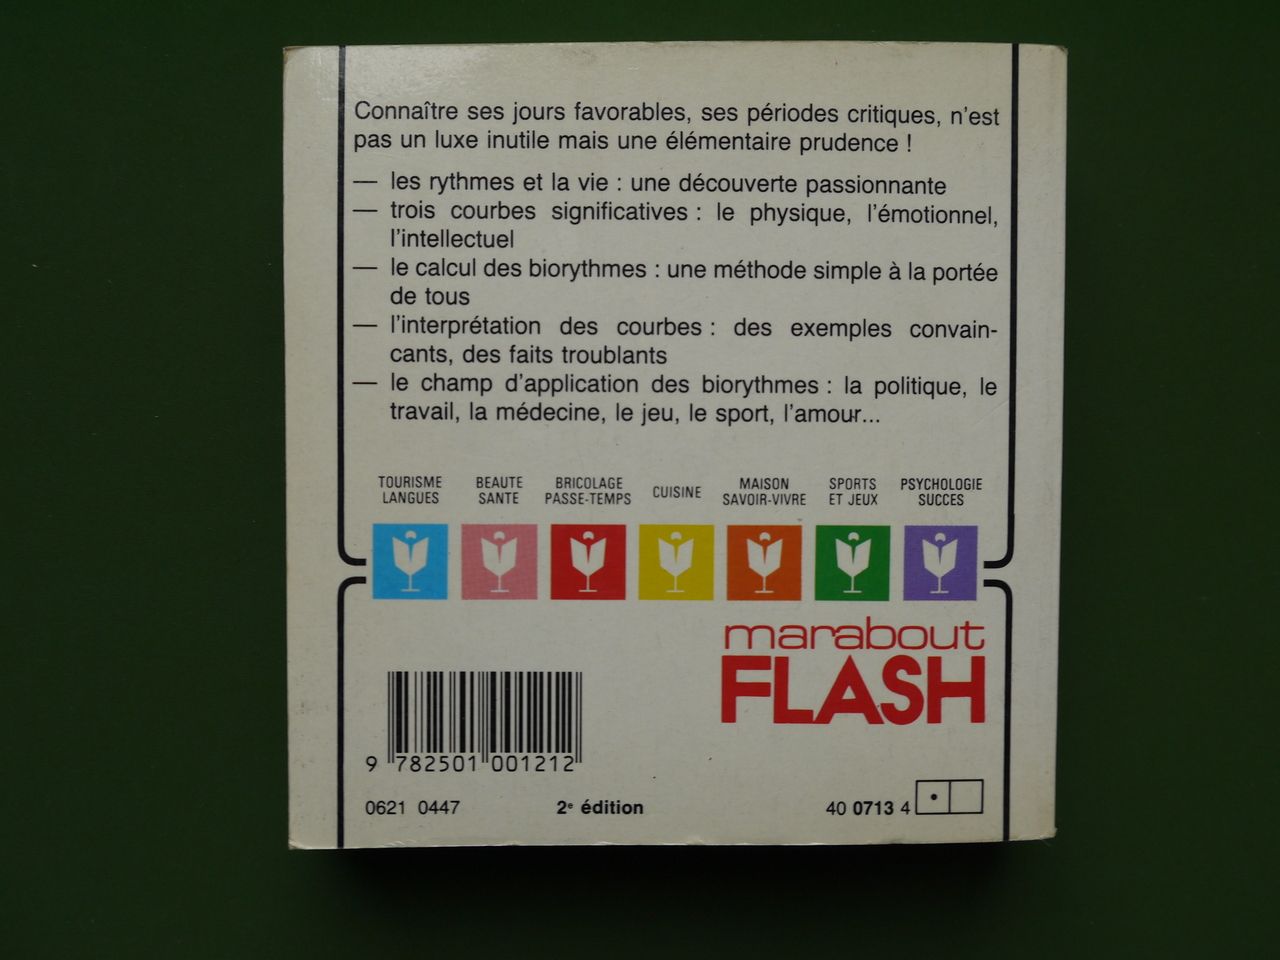 Connaître ses jours favorables, ses périodes critiques, n'est
pas un luxe inutile mais une élémentaire prudence !
— les rythmes et la vie : une découverte passionnante
— trois courbes significatives : le physique, l'émotionnel,
l'intellectuel
— le calcul des biorythmes : une méthode simple à la portée
de tous
— l'interprétation des courbes : des exemples convain-
cants, des faits troublants
— le champ d'application des biorythmes : la politique, le
travail, la médecine, le jeu, le sport, l'amour...
TOURISME
LANGUES
BEAUTE
SANTE
BRICOLAGE
PASSE-TEMPS
CUISINE
MAISON
SAVOIR-VIVRE
SPORTS
ET JEUX
PSYCHOLOGIE
SUCCES
marabout
FLASH
9 782501 001212
0621 0447
2e édition
40 0713 4